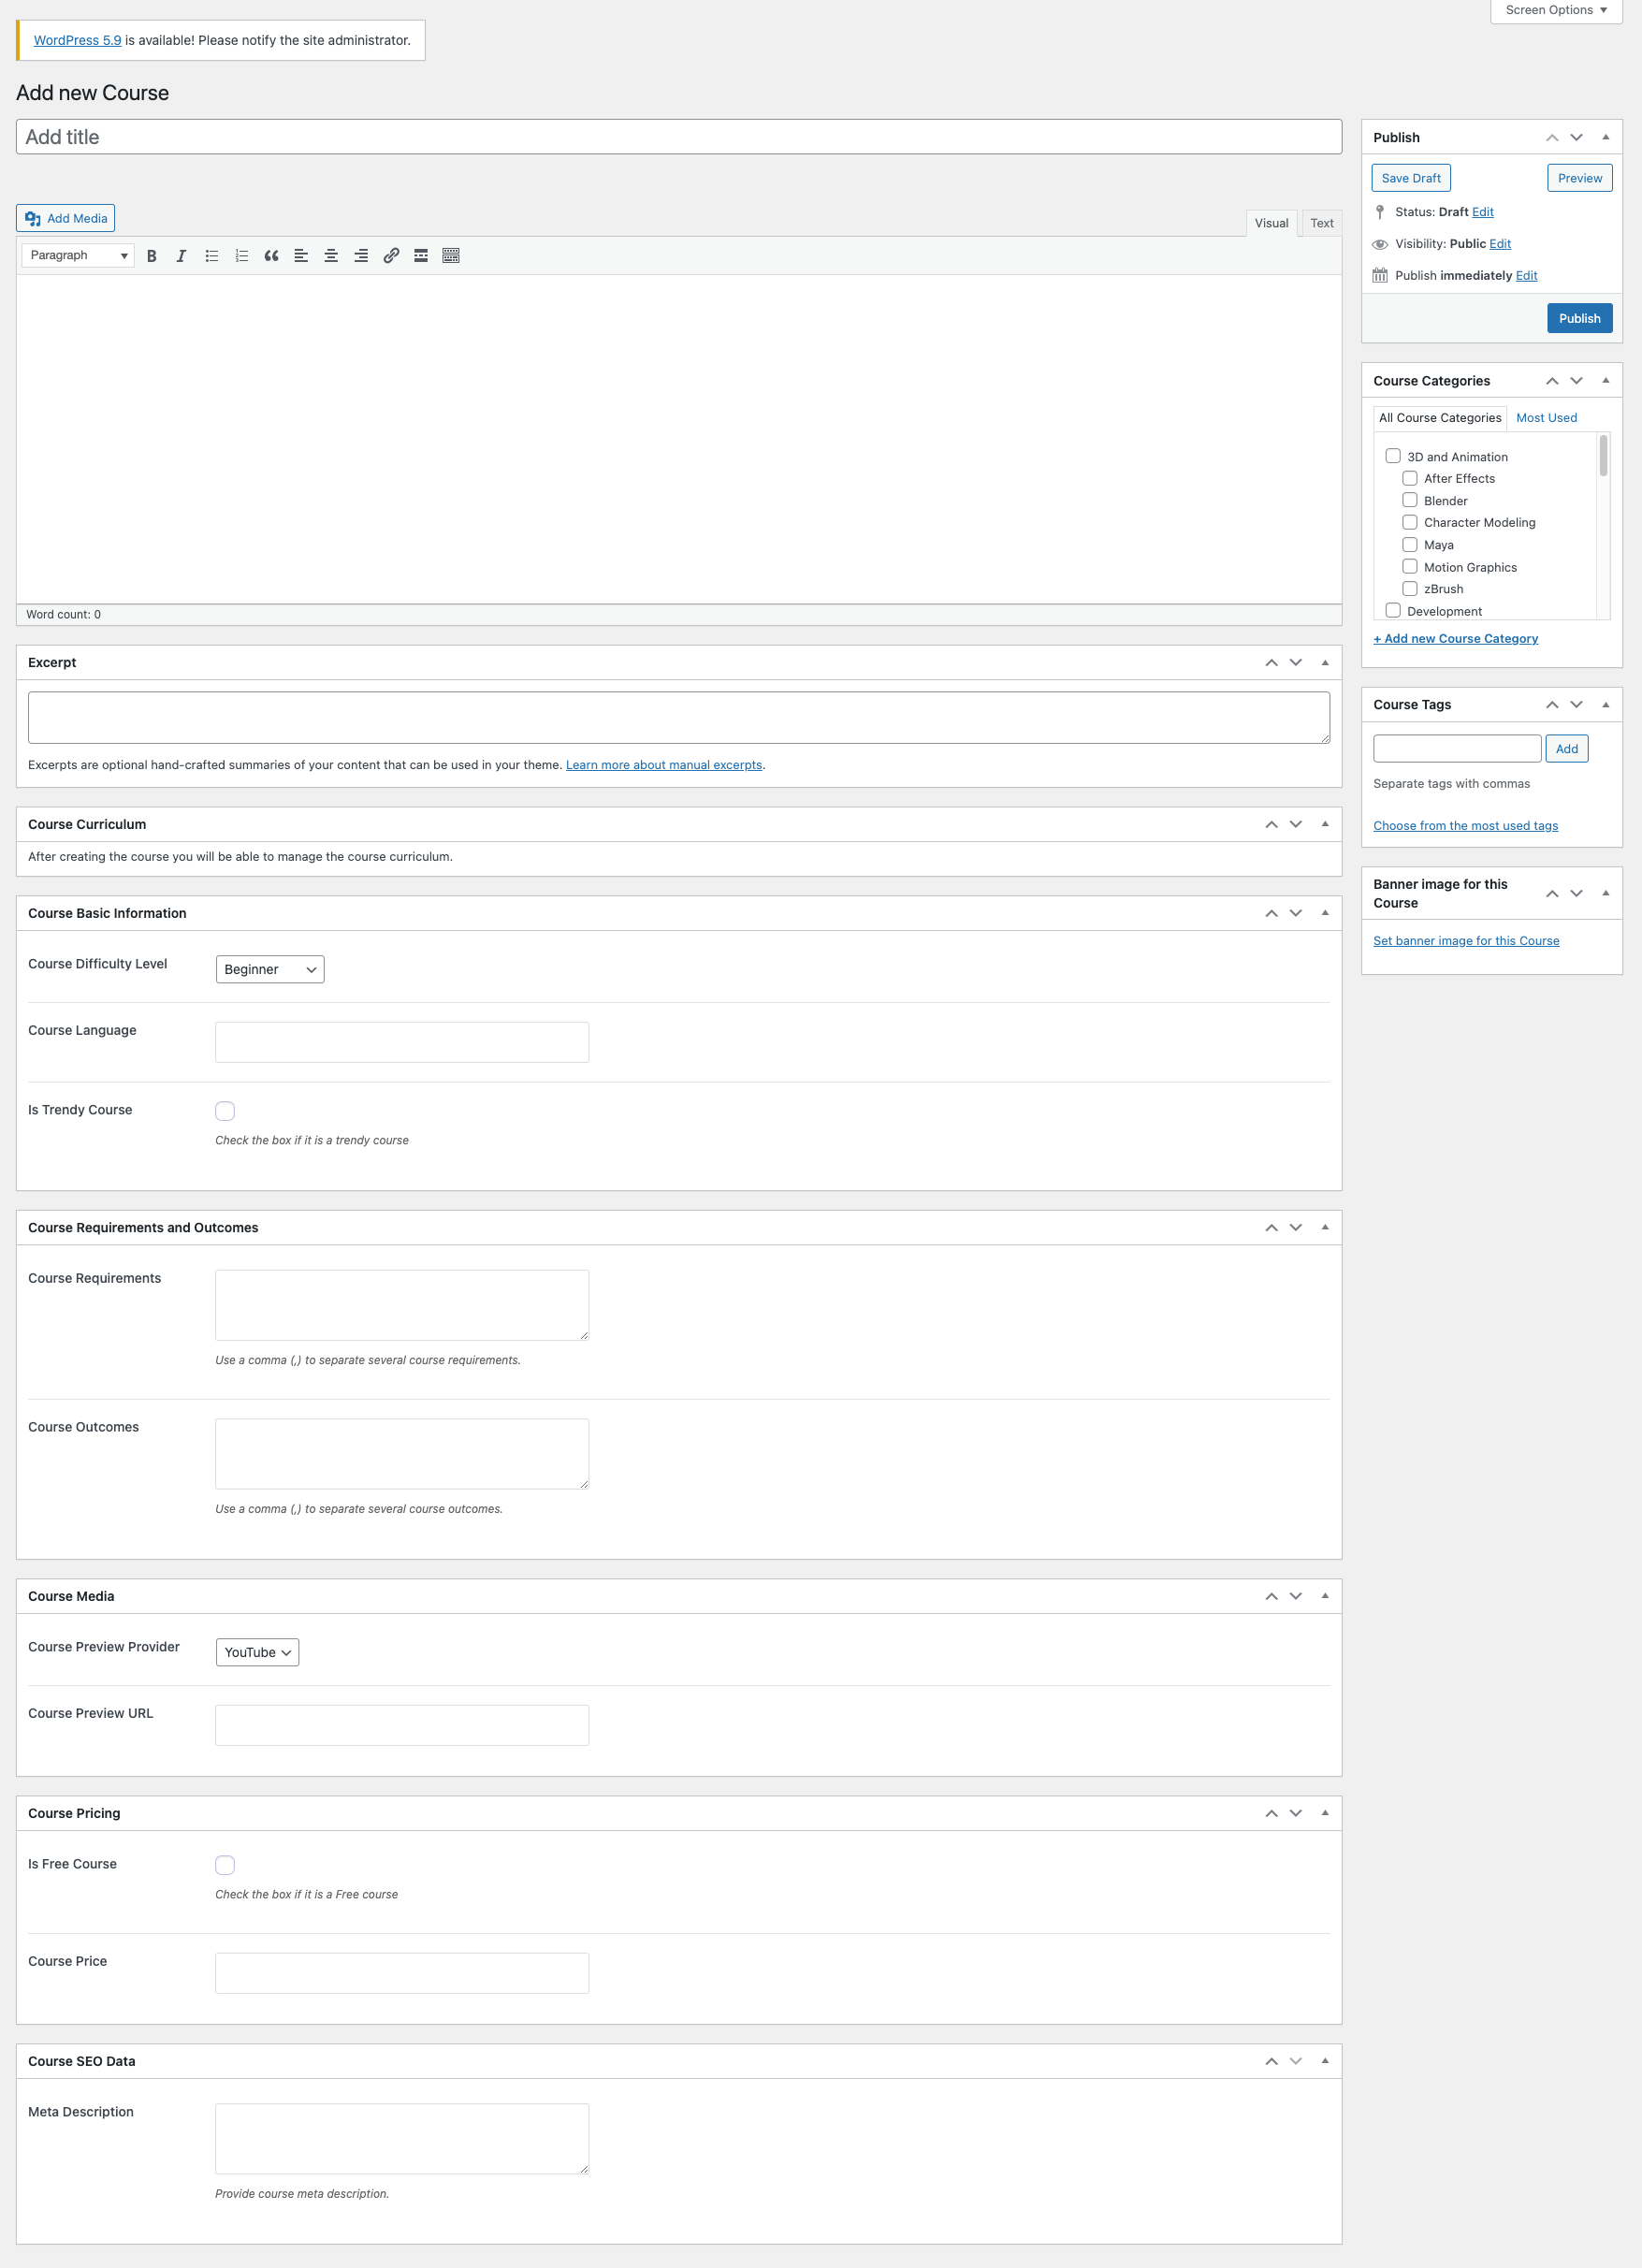 Screen Options
WordPress 5.9 is available! Please notify the site administrator.
Add new Course
Add title
Add Media
Visual
Text
Paragraph
Word count: 0
Excerpt
Excerpts are optional hand-crafted summaries of your content that can be used in your theme. Learn more about manual excerpts.
Course Curriculum
After creating the course you will be able to manage the course curriculum.
Course Basic Information
Course Difficulty Level
Beginner
Course Language
Is Trendy Course
Check the box if it is a trendy course
Course Requirements and Outcomes
Course Requirements
Use a comma (,) to separate several course requirements.
Course Outcomes
Use a comma (,) to separate several course outcomes.
Course Media
Course Preview Provider
YouTube
Course Preview URL
Course Pricing
Is Free Course
Check the box if it is a Free course
Course Price
Course SEO Data
Meta Description
Provide course meta description.
Publish
Save Draft
Preview
Status: Draft Edit
Visibility: Public Edit
Publish immediately Edit
Publish
Course Categories
All Course Categories
Most Used
3D and Animation
After Effects
Blender
Character Modeling
Maya
Motion Graphics
zBrush
Development
+ Add new Course Category
Course Tags
Add
Separate tags with commas
Choose from the most used tags
Banner image for this
Course
Set banner image for this Course